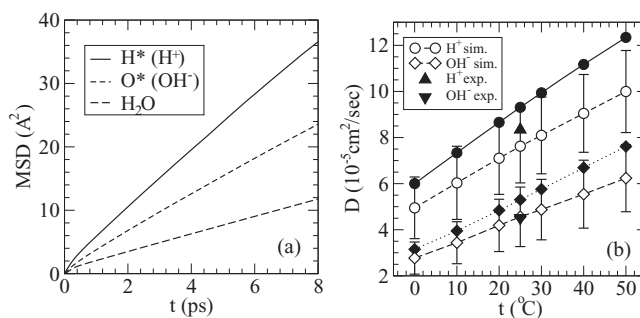 40
30
20
10
0
MSD (A²)
H* (H⁺)
O* (OH⁻)
H₂O
(a)
0 2 4 6 8
t (ps)
12
10
8
6
4
2
D (10⁻⁵cm²/sec)
H⁺ sim.
OH⁻ sim.
H⁺exp.
OH⁻ exp.
(b)
0 10 20 30 40 50
t (°C)